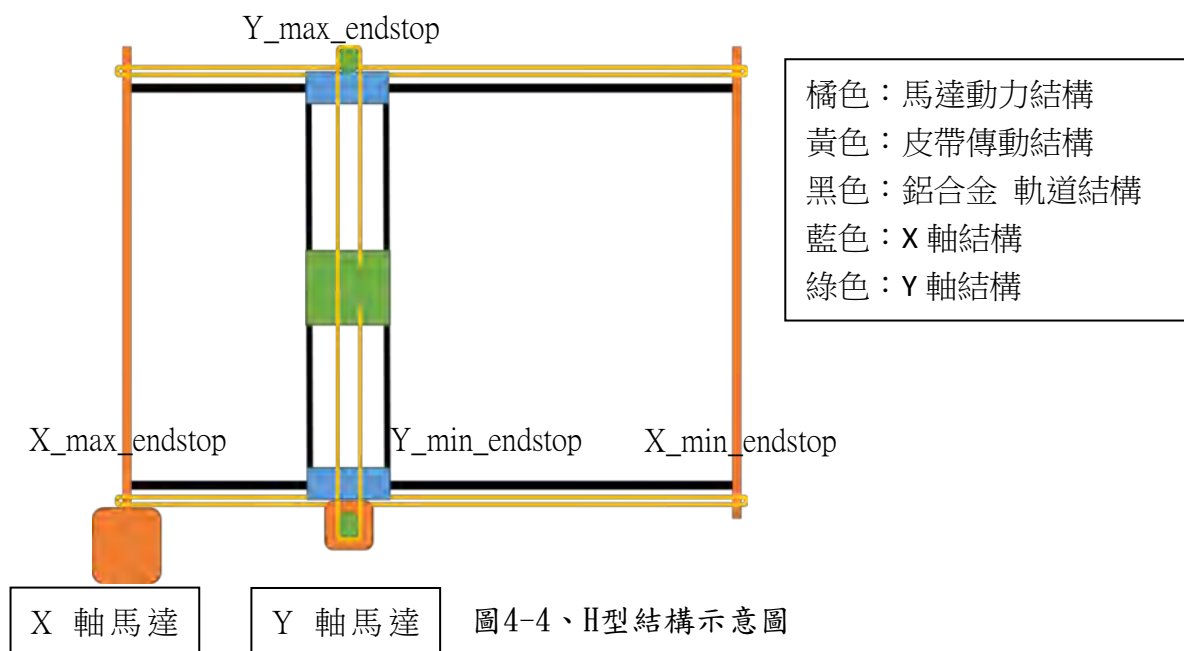 Y_max_endstop
橘色：馬達動力結構
黃色：皮帶傳動結構
黑色：鋁合金 軌道結構
藍色：X 軸結構
綠色：Y 軸結構
X_max_endstop
Y_min_endstop
X_min_endstop
X 軸馬達
Y 軸馬達
圖4-4、H型結構示意圖